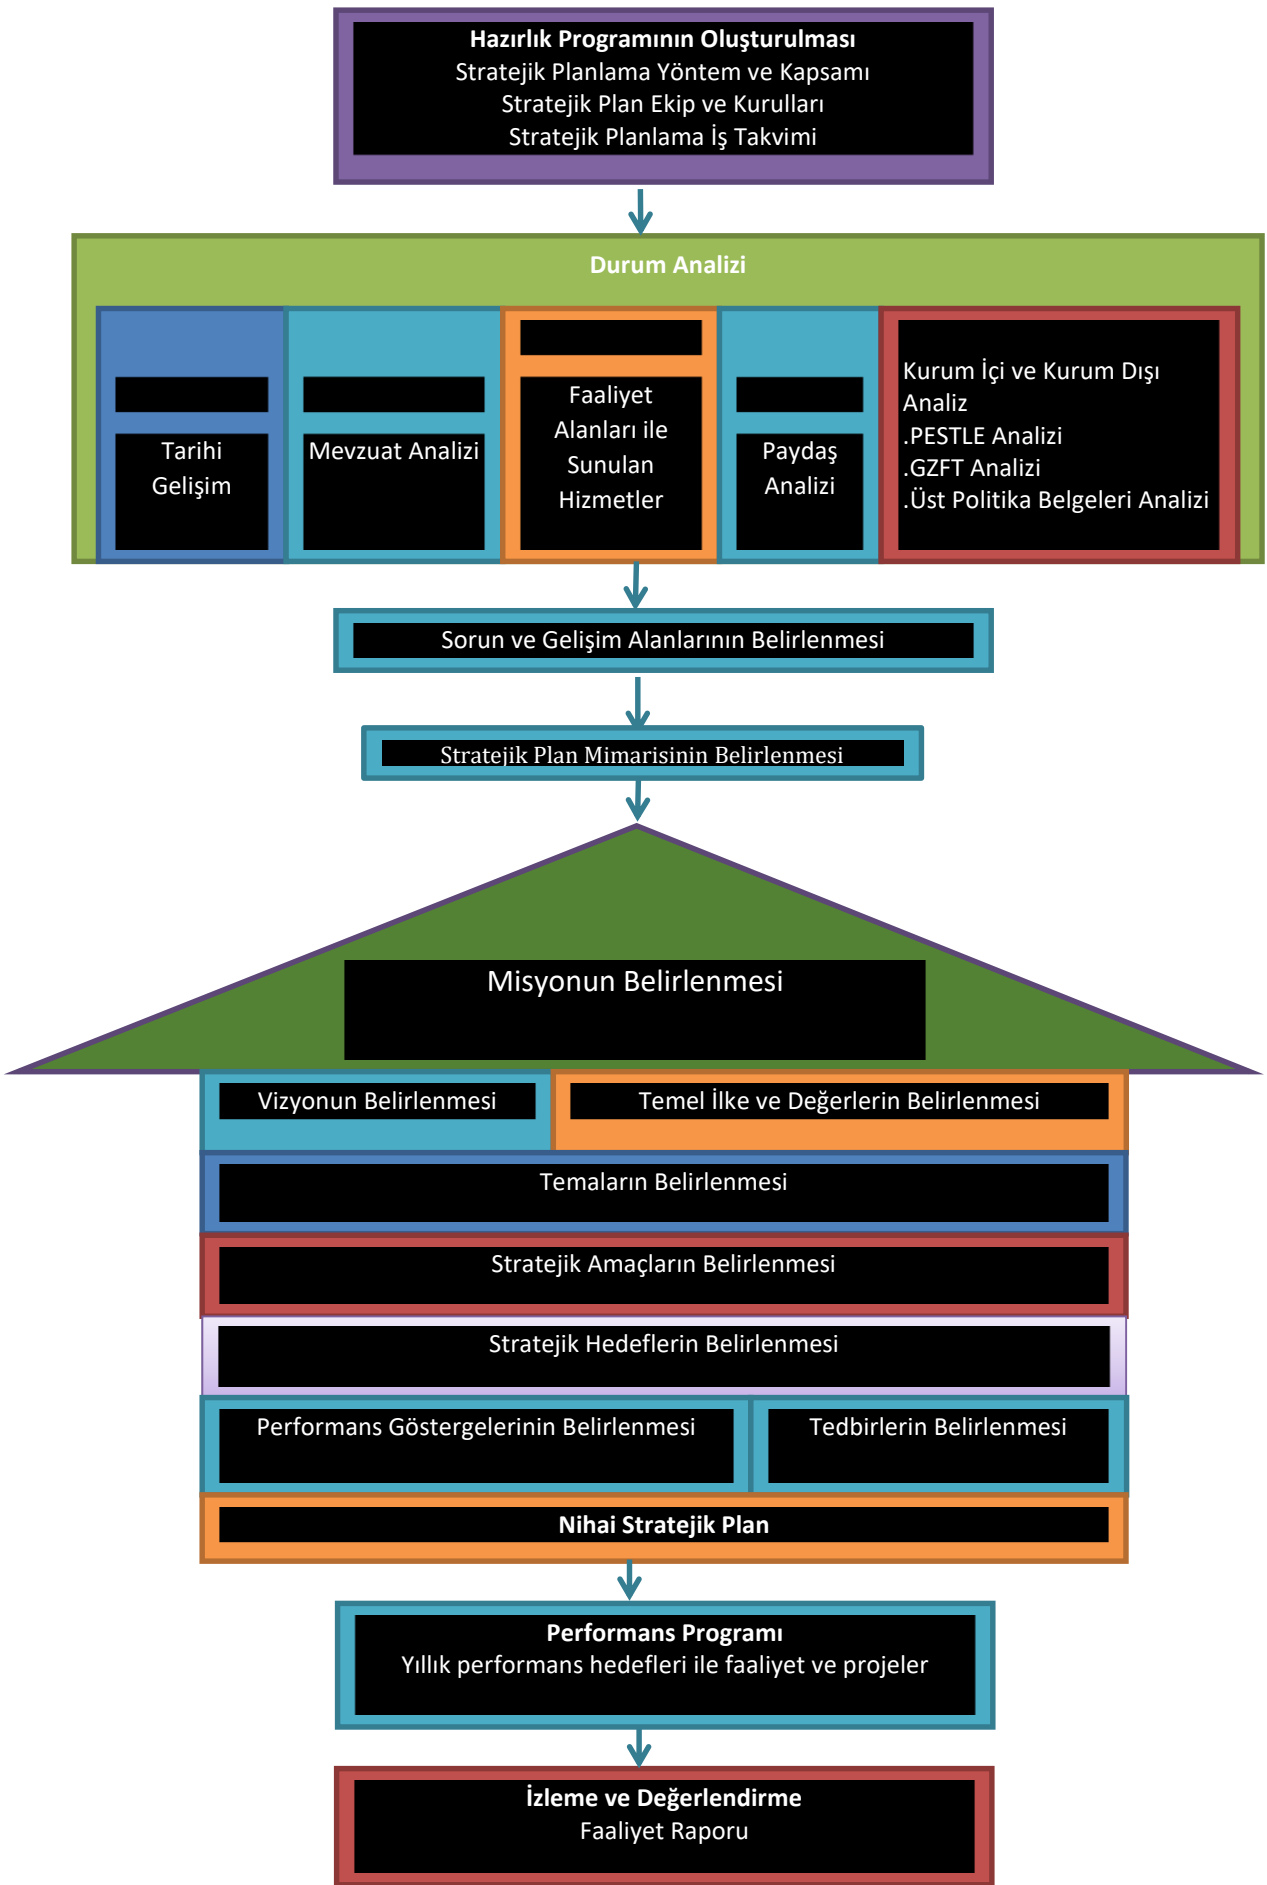 Hazırlık Programının Oluşturulması
Stratejik Planlama Yöntem ve Kapsamı
Stratejik Plan Ekip ve Kurulları
Stratejik Planlama İş Takvimi
Durum Analizi
Tarihi
Gelişim
Mevzuat Analizi
Faaliyet
Alanları ile
Sunulan
Hizmetler
Paydaş
Analizi
Kurum İçi ve Kurum Dışı
Analiz
.PESTLE Analizi
.GZFT Analizi
.Üst Politika Belgeleri Analizi
Sorun ve Gelişim Alanlarının Belirlenmesi
Stratejik Plan Mimarisinin Belirlenmesi
Misyonun Belirlenmesi
Vizyonun Belirlenmesi
Temel İlke ve Değerlerin Belirlenmesi
Temaların Belirlenmesi
Stratejik Amaçların Belirlenmesi
Stratejik Hedeflerin Belirlenmesi
Performans Göstergelerinin Belirlenmesi
Tedbirlerin Belirlenmesi
Nihai Stratejik Plan
Performans Programı
Yıllık performans hedefleri ile faaliyet ve projeler
İzleme ve Değerlendirme
Faaliyet Raporu